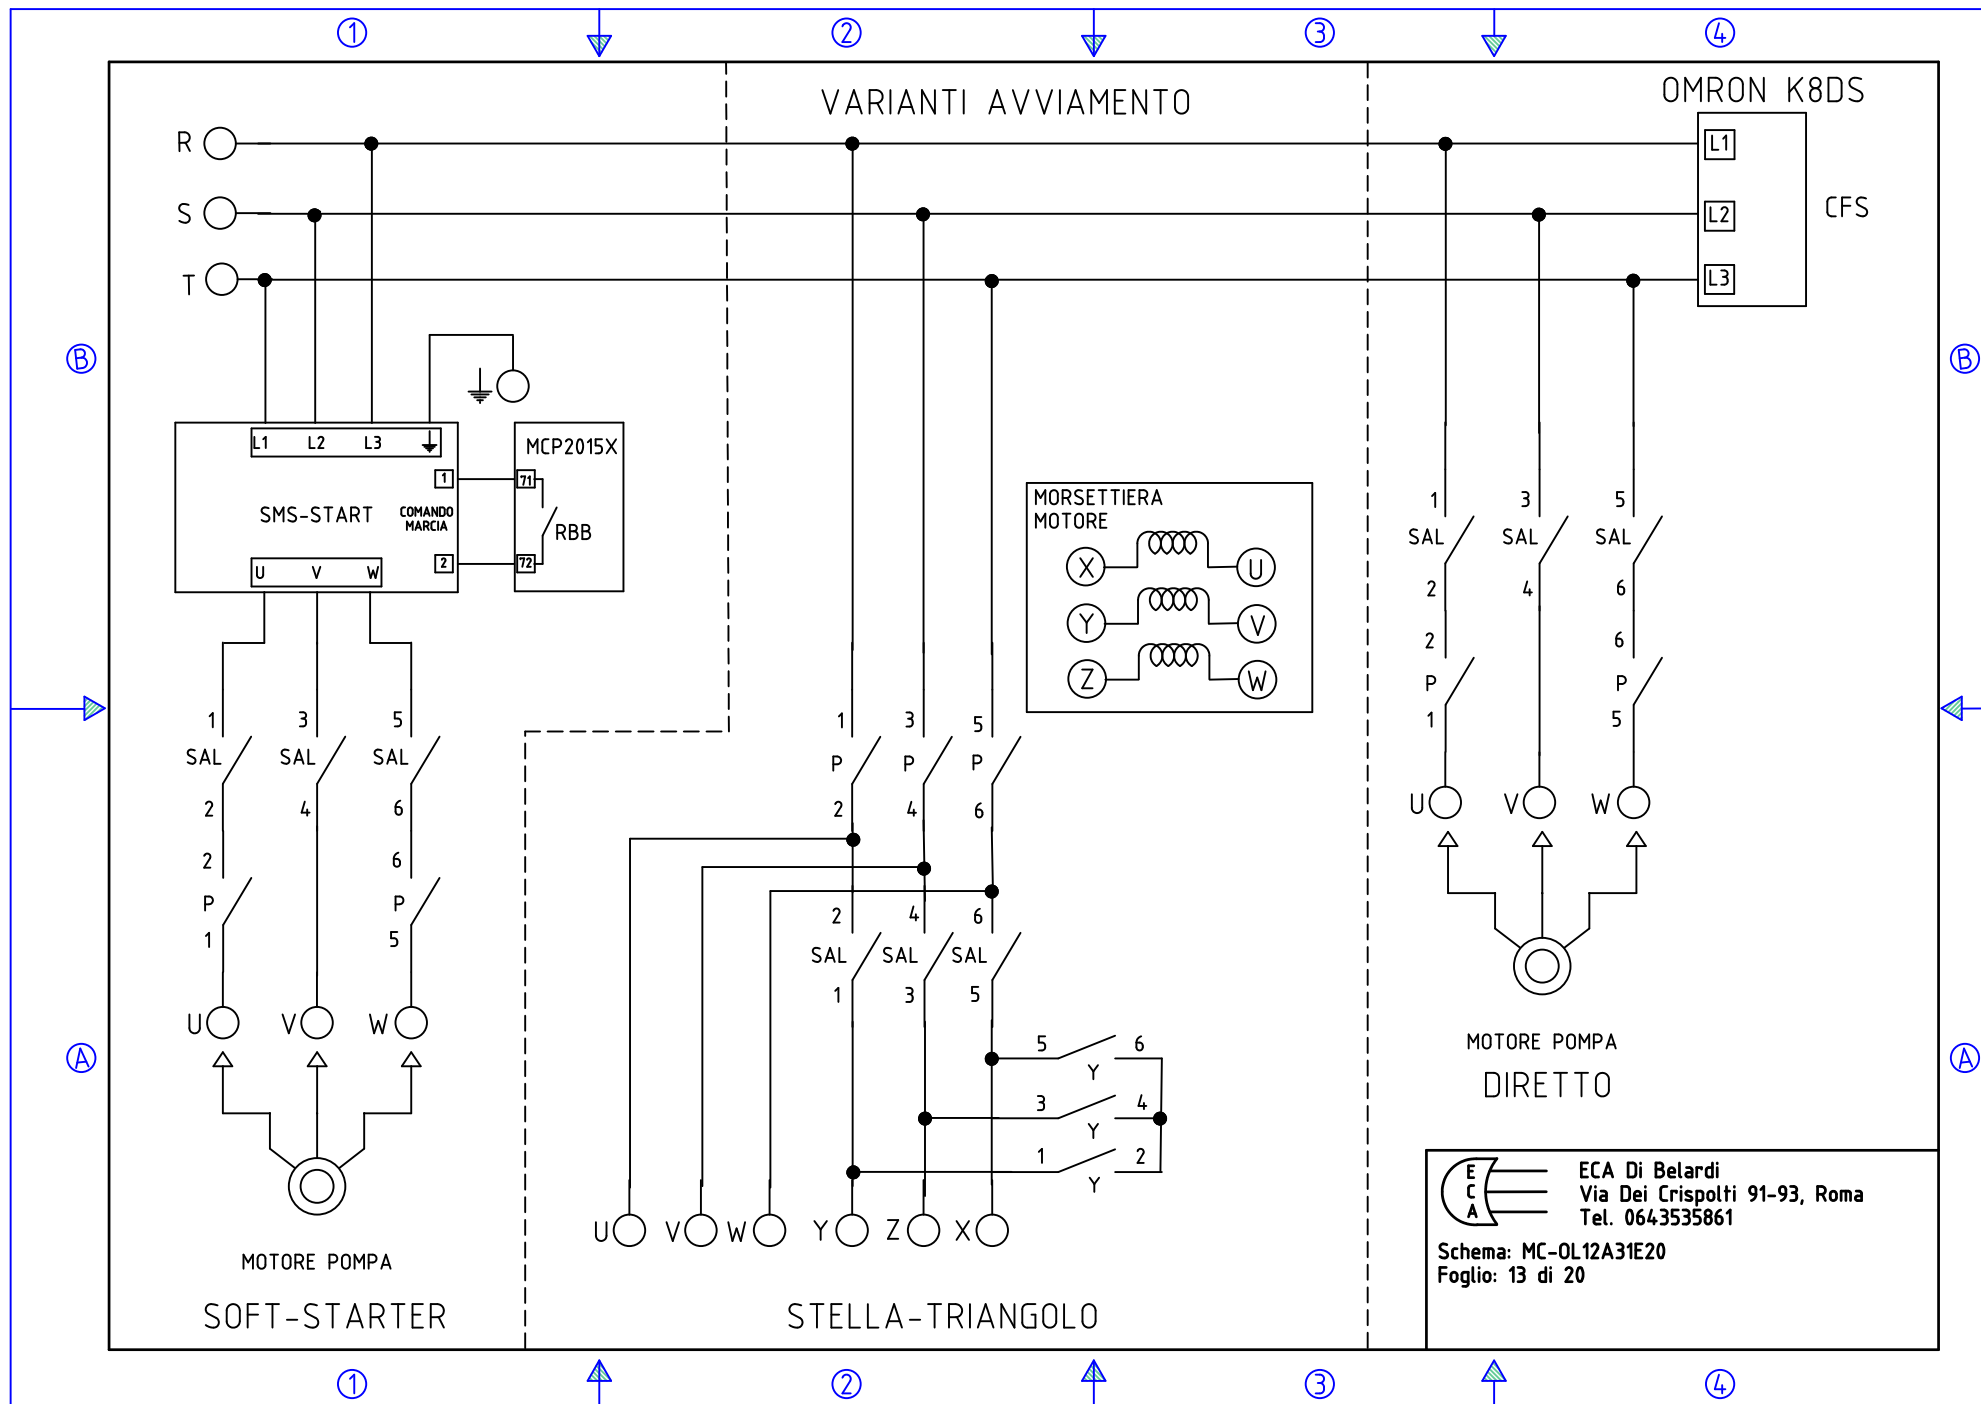 1 2 3 4
VARIANTI AVVIAMENTO
OMRON K8DS
R
L1
S
L2
CFS
T
L3
B
B
L1 L2 L3
MCP2015X
1
71
SMS-START
COMANDO
MARCIA
RBB
2
72
U V W
MORSETTIERA
MOTORE
X U
Y V
Z W
1 3 5
SAL SAL SAL
2 4 6
2 6
P P
1 5
U V W
MOTORE POMPA
DIRETTO
1 3 5
SAL SAL SAL
2 4 6
2 6
P P
1 5
U V W
MOTORE POMPA
SOFT-STARTER
1 3 5
P P P
2 4 6
2 4 6
SAL SAL SAL
1 3 5
5 6
Y
3 4
Y
1 2
Y
U V W Y Z X
STELLA-TRIANGOLO
A
A
E
C
A
ECA Di Belardi
Via Dei Crispolti 91-93, Roma
Tel. 0643535861
Schema: MC-OL12A31E20
Foglio: 13 di 20
1 2 3 4